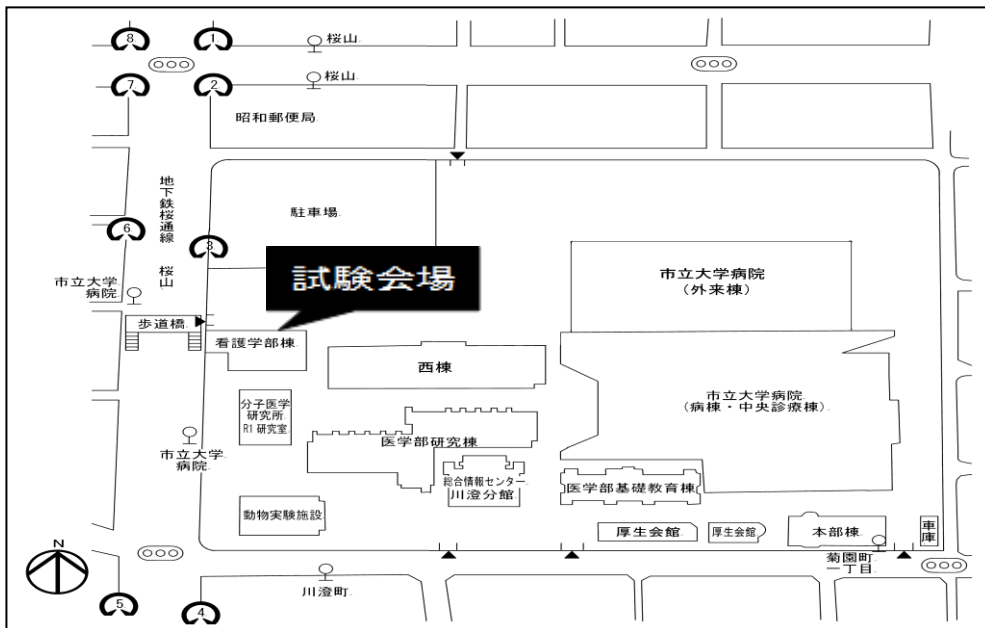 8
1
桜山
7
2
桜山
昭和郵便局
地下鉄桜通線 桜山
駐車場
6
3
試験会場
市立大学病院
(外来棟)
市立大学
病院
歩道橋
看護学部棟
西棟
市立大学病院
(病棟・中央診療棟)
分子医学
研究所
RI 研究室
医学部研究棟
市立大学
病院
総合情報センター
川澄分館
医学部基礎教育棟
動物実験施設
厚生会館
厚生会館
本部棟
車庫
N
菊園町
一丁目
川澄町
5
4